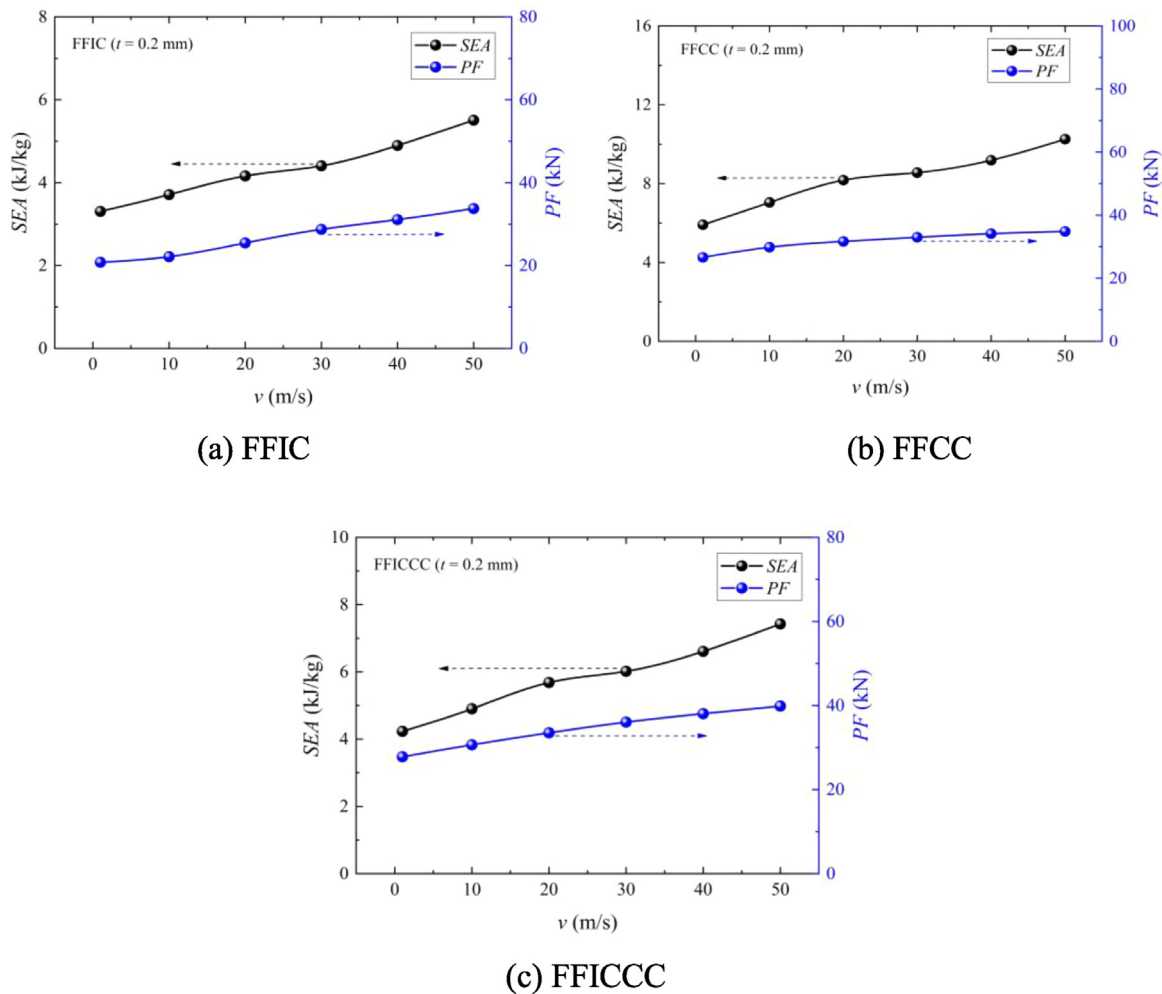 FFIC (t = 0.2 mm)
SEA
PF
8
6
4
2
0
SEA (kJ/kg)
80
60
40
20
0
PF (kN)
0 10 20 30 40 50
v (m/s)
(a) FFIC
FFCC (t = 0.2 mm)
SEA
PF
16
12
8
4
0
SEA (kJ/kg)
100
80
60
40
20
0
PF (kN)
0 10 20 30 40 50
v (m/s)
(b) FFCC
FFICCC (t = 0.2 mm)
SEA
PF
10
8
6
4
2
0
SEA (kJ/kg)
80
60
40
20
0
PF (kN)
0 10 20 30 40 50
v (m/s)
(c) FFICCC